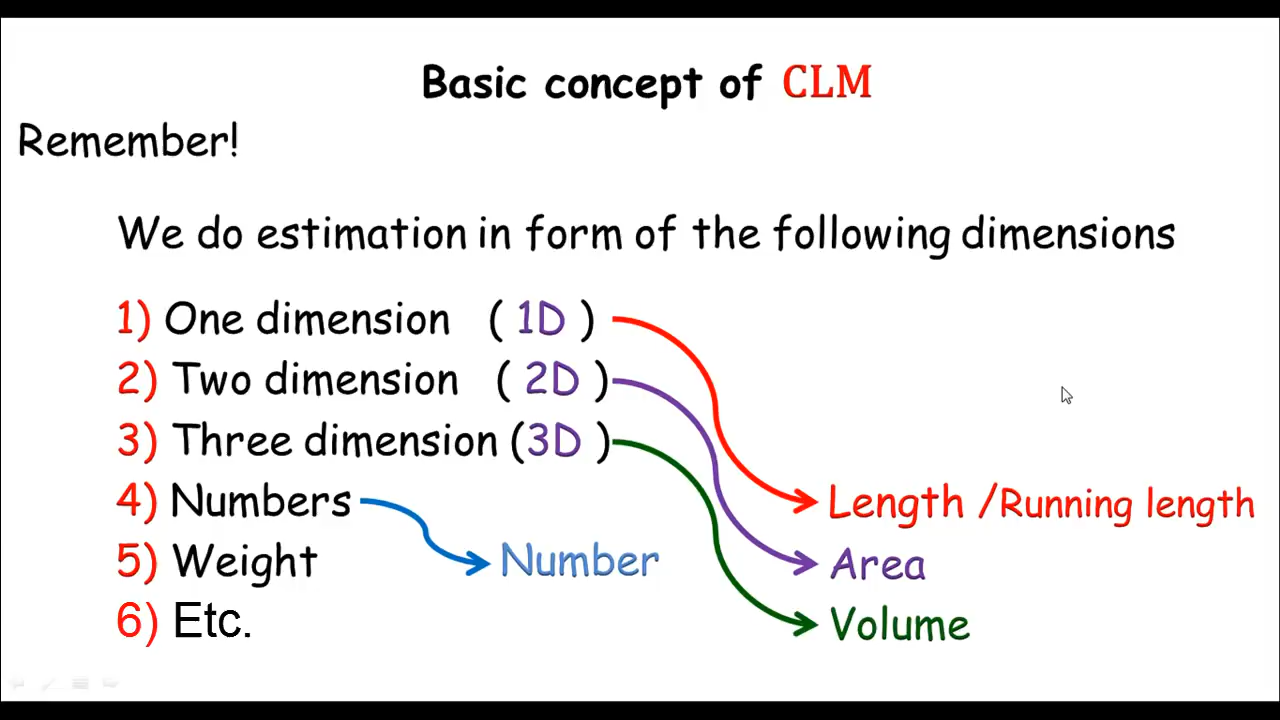 Basic concept of CLM
Remember!
We do estimation in form of the following dimensions
1) One dimension ( 1D )
2) Two dimension ( 2D )
3) Three dimension (3D )
4) Numbers
Length /Running length
5) Weight
Number
Area
6) Etc.
Volume